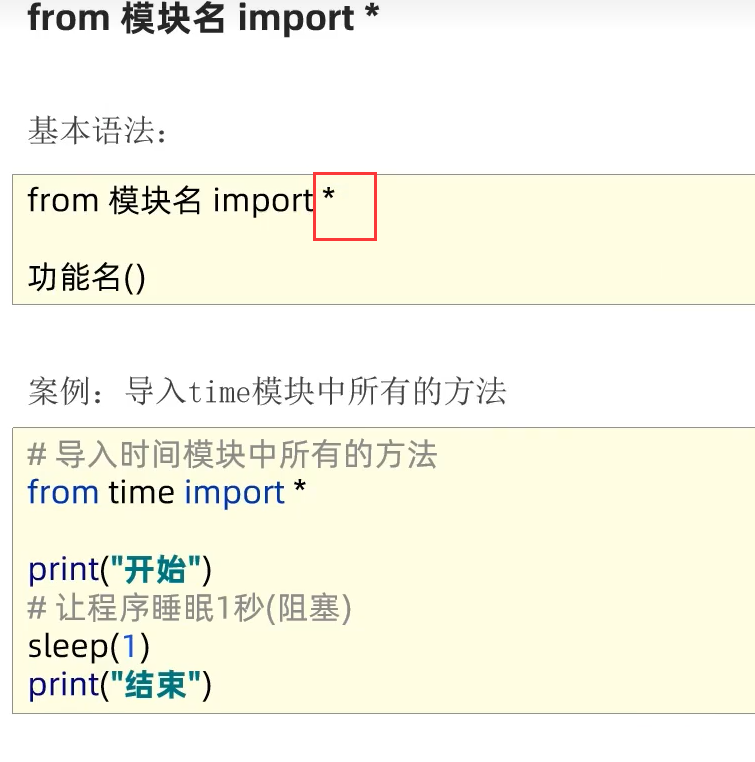 from 模块名 import *
基本语法：
from 模块名 import *
功能名()
案例：导入time模块中所有的方法
# 导入时间模块中所有的方法
from time import *
print("开始")
# 让程序睡眠1秒(阻塞)
sleep(1)
print("结束")